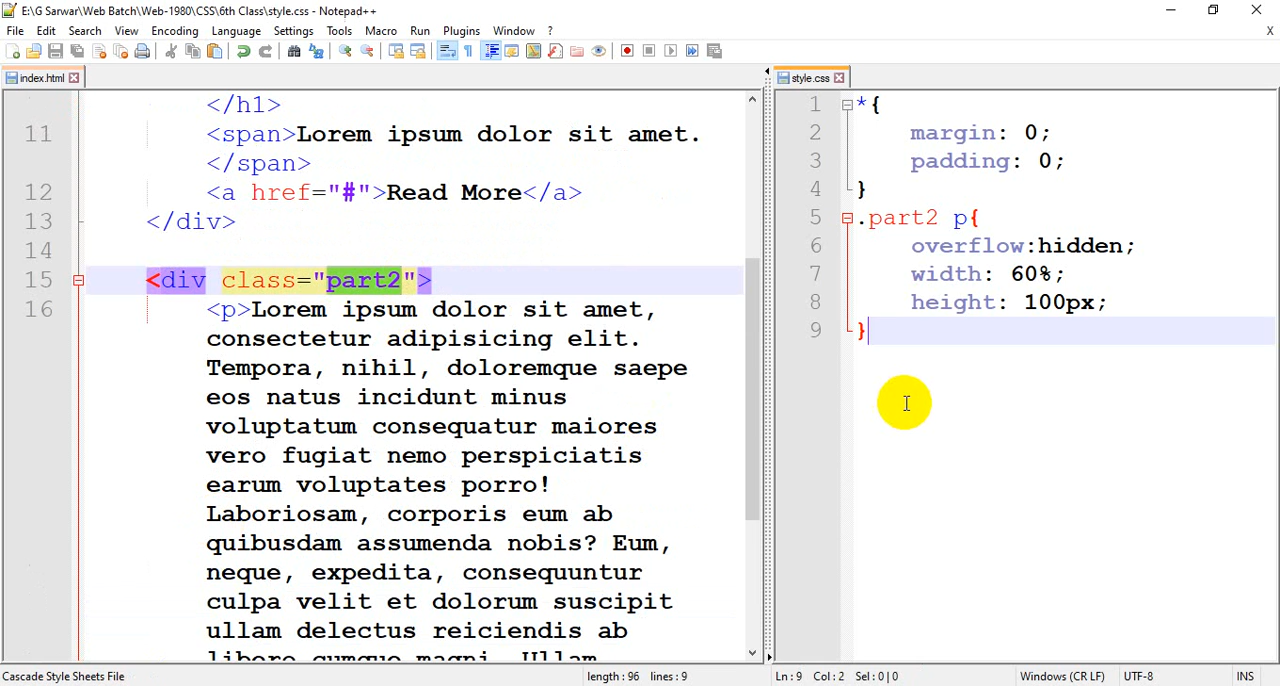 E:\G Sarwar\Web Batch\Web-1980\CSS\6th Class\style.css - Notepad++
File Edit Search View Encoding Language Settings Tools Macro Run Plugins Window ? X
index.html
</h1>
11 <span>Lorem ipsum dolor sit amet.
</span>
12 <a href="#">Read More</a>
13 </div>
14
15 <div class="part2">
16 <p>Lorem ipsum dolor sit amet,
consectetur adipisicing elit.
Tempora, nihil, doloremque saepe
eos natus incidunt minus
voluptatum consequatur maiores
vero fugiat nemo perspiciatis
earum voluptates porro!
Laboriosam, corporis eum ab
quibusdam assumenda nobis? Eum,
neque, expedita, consequuntur
culpa velit et dolorum suscipit
ullam delectus reiciendis ab
libero cumque magni. Ullam
style.css
1 *{
2 margin: 0;
3 padding: 0;
4 }
5 .part2 p{
6 overflow:hidden;
7 width: 60%;
8 height: 100px;
9 }
Cascade Style Sheets File length : 96 lines : 9 Ln : 9 Col : 2 Sel : 0 | 0 Windows (CR LF) UTF-8 INS